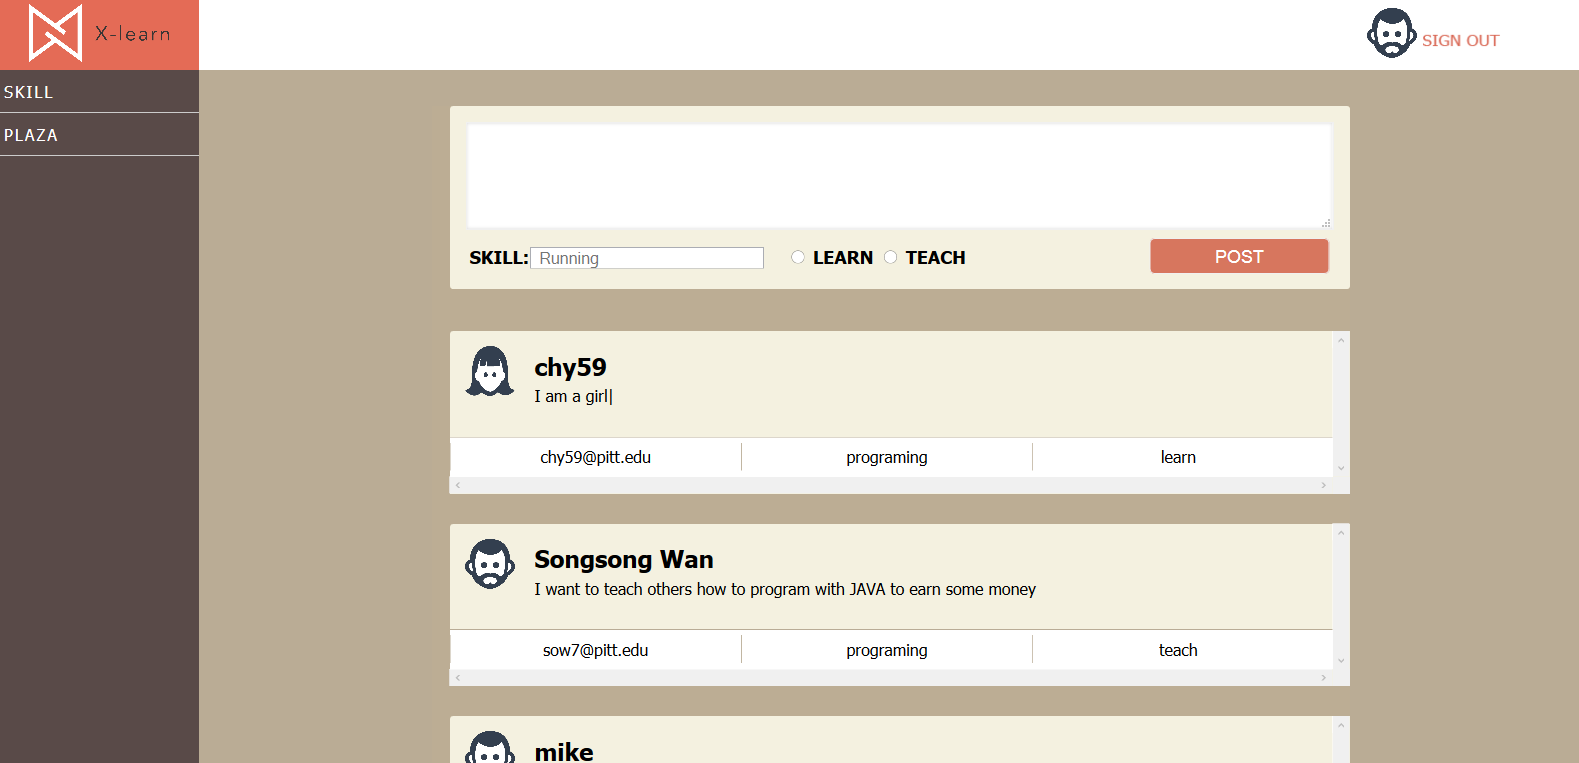 X-learn
SIGN OUT
SKILL
PLAZA
SKILL: Running LEARN TEACH POST
chy59
I am a girl|
chy59@pitt.edu programing learn
Songsong Wan
I want to teach others how to program with JAVA to earn some money
sow7@pitt.edu programing teach
mike